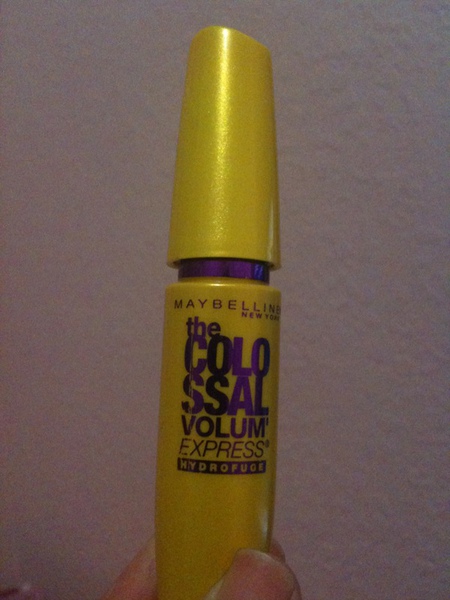 MAYBELLINE
NEW YORK
the
COLO
SSAL
VOLUM'
EXPRESS®
HYDROFUGE